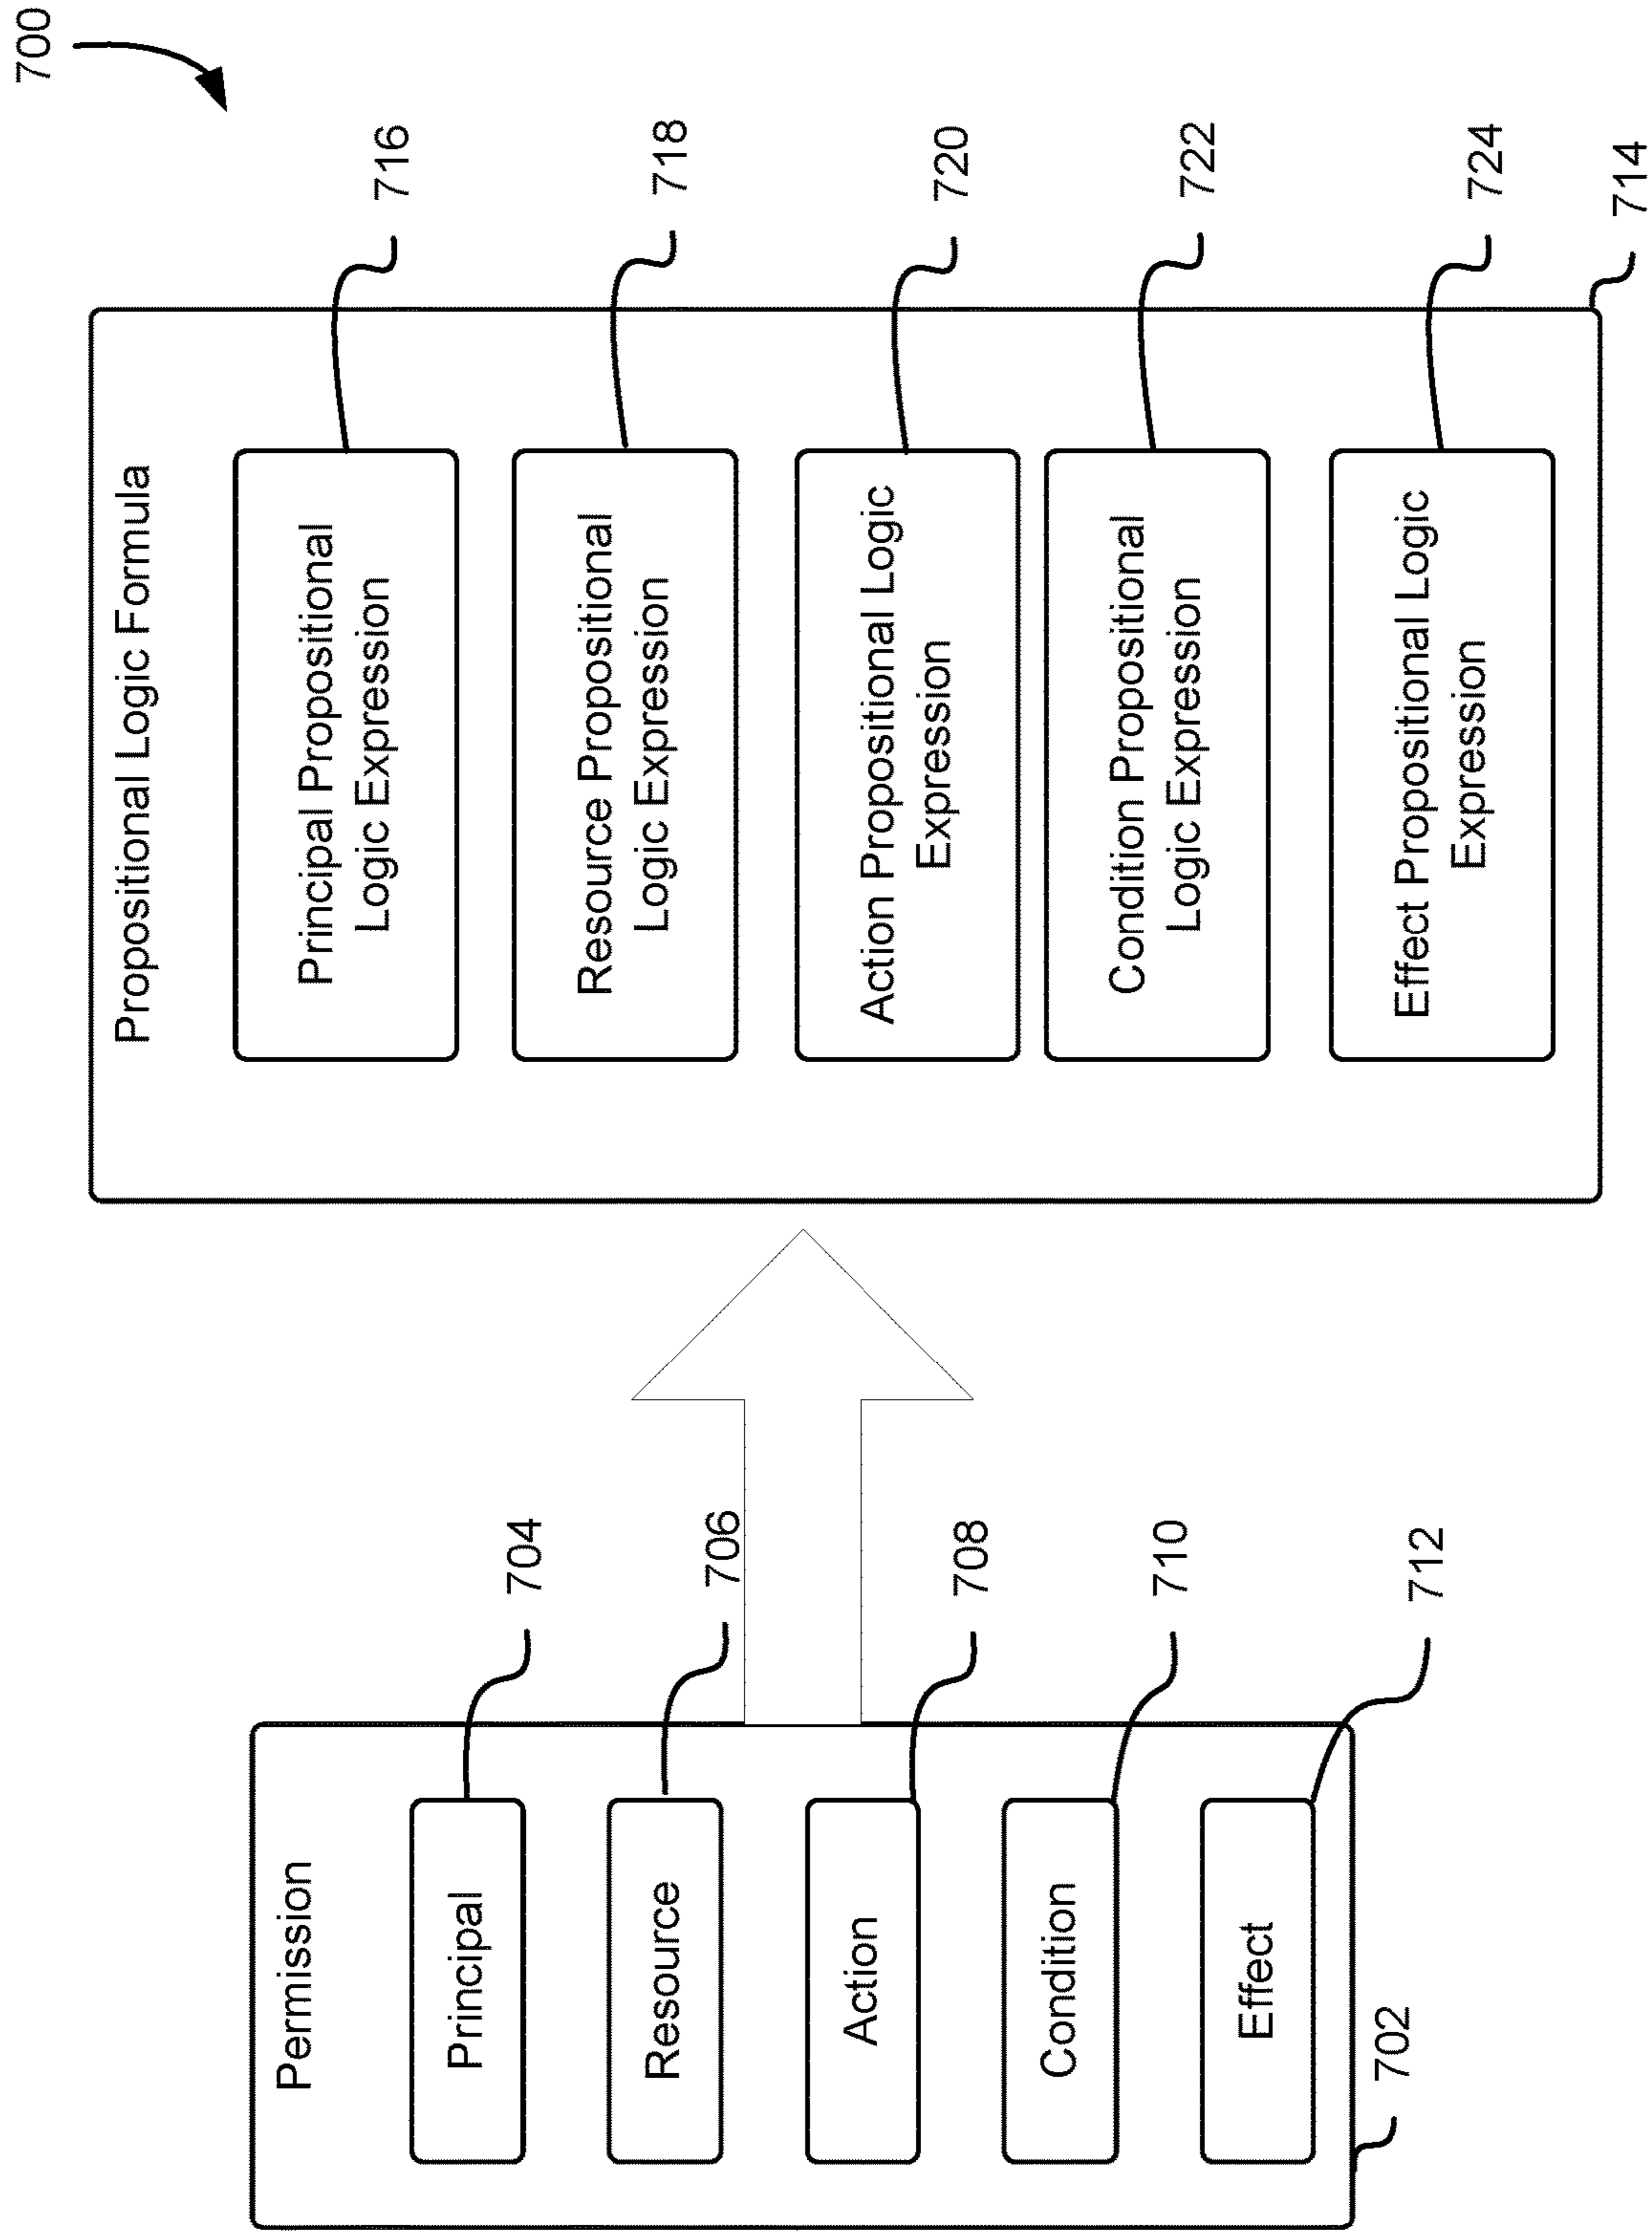 700
Permission
Principal
704
Resource
706
Action
708
Condition
710
Effect
712
702
Propositional Logic Formula
Principal Propositional
Logic Expression
716
Resource Propositional
Logic Expression
718
Action Propositional Logic
Expression
720
Condition Propositional
Logic Expression
722
Effect Propositional Logic
Expression
724
714